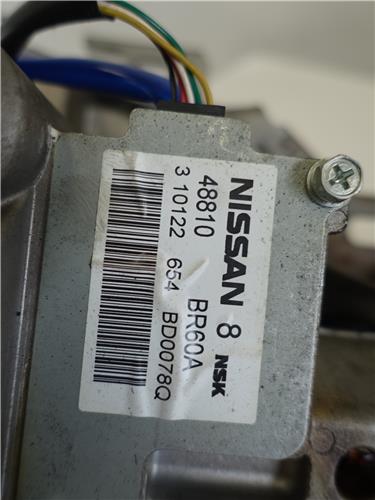 NISSAN 8 NSK
48810 BR60A
3 10122 654 BD0078Q